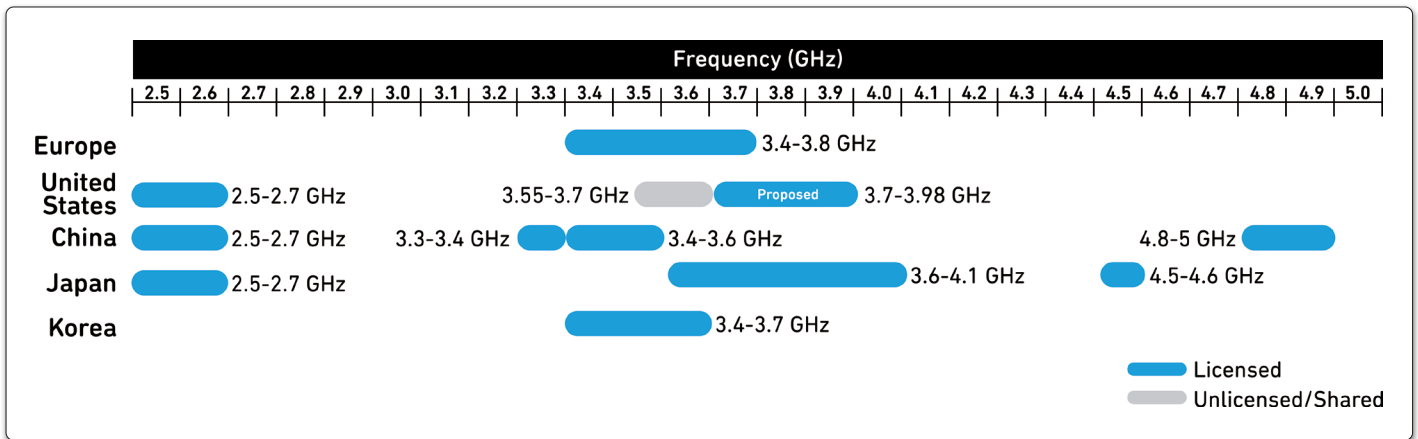 Frequency (GHz)
2.5 2.6 2.7 2.8 2.9 3.0 3.1 3.2 3.3 3.4 3.5 3.6 3.7 3.8 3.9 4.0 4.1 4.2 4.3 4.4 4.5 4.6 4.7 4.8 4.9 5.0
Europe 3.4-3.8 GHz
United
States 2.5-2.7 GHz 3.55-3.7 GHz Proposed 3.7-3.98 GHz
China 2.5-2.7 GHz 3.3-3.4 GHz 3.4-3.6 GHz 4.8-5 GHz
Japan 2.5-2.7 GHz 3.6-4.1 GHz 4.5-4.6 GHz
Korea 3.4-3.7 GHz
Licensed
Unlicensed/Shared